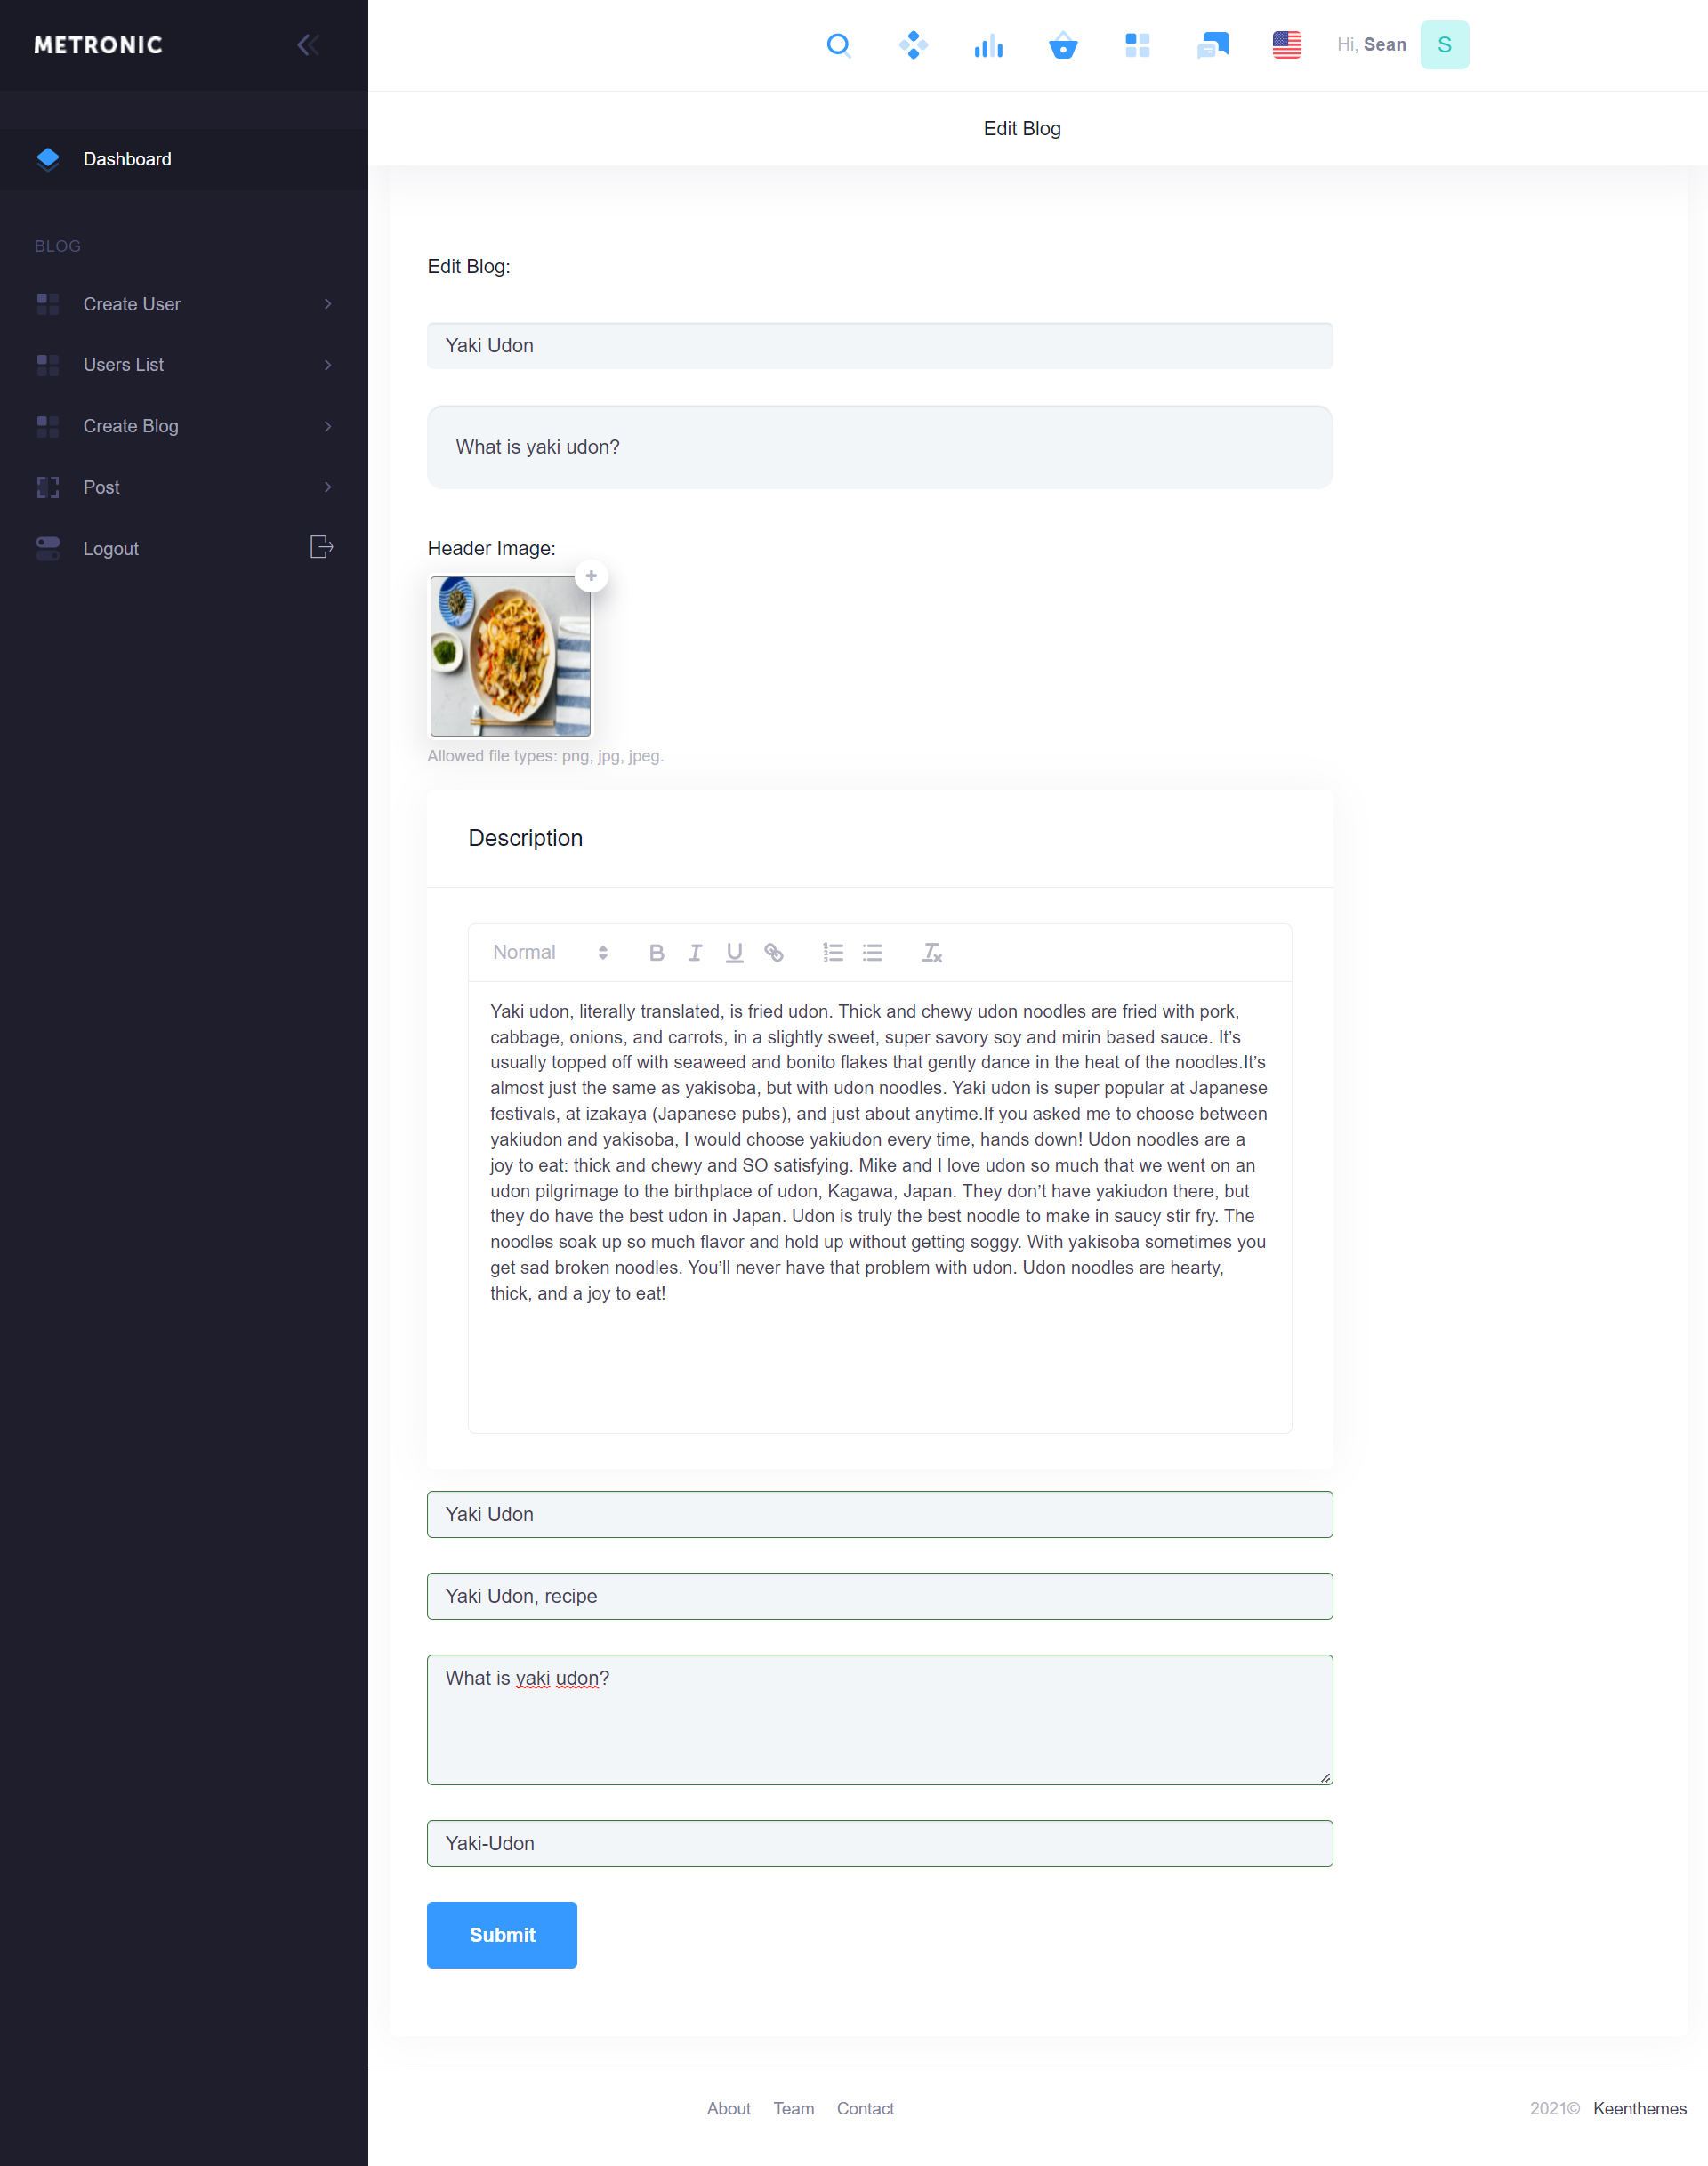 METRONIC
Hi, Sean
S
Edit Blog
Dashboard
BLOG
Create User
Users List
Create Blog
Post
Logout
Edit Blog:
Yaki Udon
What is yaki udon?
Header Image:
Allowed file types: png, jpg, jpeg.
Description
Normal
Yaki udon, literally translated, is fried udon. Thick and chewy udon noodles are fried with pork,
cabbage, onions, and carrots, in a slightly sweet, super savory soy and mirin based sauce. It’s
usually topped off with seaweed and bonito flakes that gently dance in the heat of the noodles.It’s
almost just the same as yakisoba, but with udon noodles. Yaki udon is super popular at Japanese
festivals, at izakaya (Japanese pubs), and just about anytime.If you asked me to choose between
yakiudon and yakisoba, I would choose yakiudon every time, hands down! Udon noodles are a
joy to eat: thick and chewy and SO satisfying. Mike and I love udon so much that we went on an
udon pilgrimage to the birthplace of udon, Kagawa, Japan. They don’t have yakiudon there, but
they do have the best udon in Japan. Udon is truly the best noodle to make in saucy stir fry. The
noodles soak up so much flavor and hold up without getting soggy. With yakisoba sometimes you
get sad broken noodles. You’ll never have that problem with udon. Udon noodles are hearty,
thick, and a joy to eat!
Yaki Udon
Yaki Udon, recipe
What is yaki udon?
Yaki-Udon
Submit
About Team Contact
2021© Keenthemes